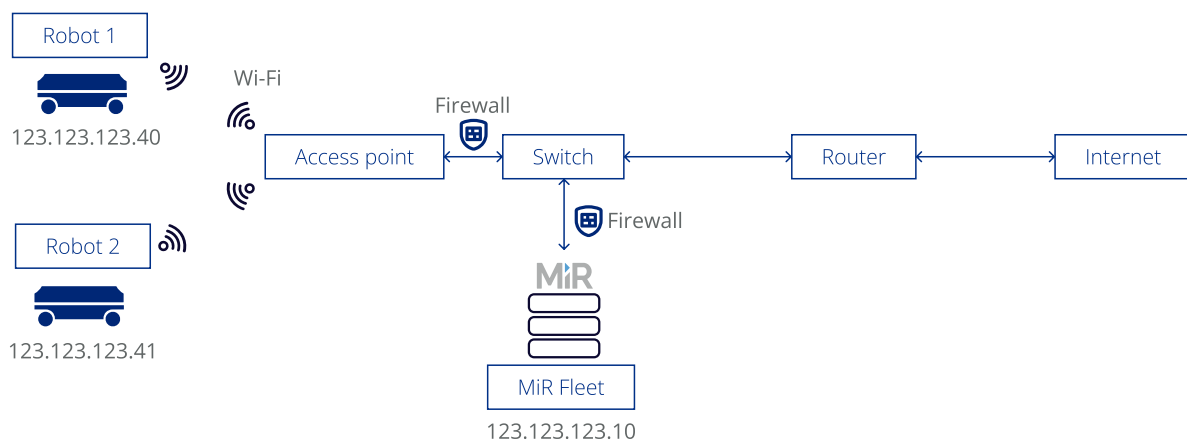 Robot 1
123.123.123.40
Wi-Fi
Firewall
Access point
Switch
Router
Internet
Firewall
Robot 2
123.123.123.41
MiR
MiR Fleet
123.123.123.10